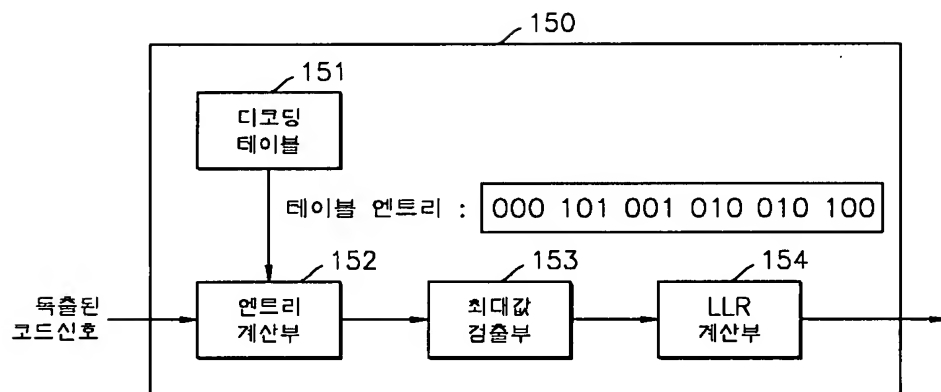 150
151
디코딩
테이블
테이블 엔트리 : 000 101 001 010 010 100
152
153
154
독출된
코드신호
엔트리
계산부
최대값
검출부
LLR
계산부